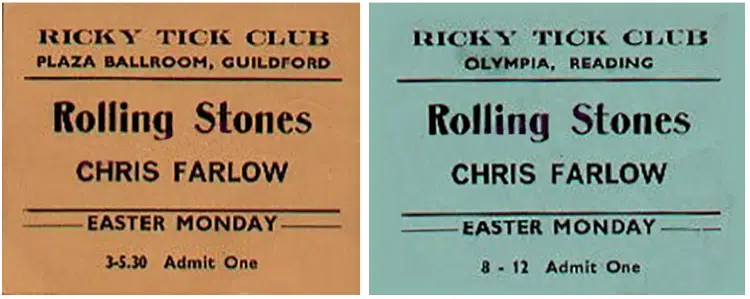 RICKY TICK CLUB
PLAZA BALLROOM, GUILDFORD
Rolling Stones
CHRIS FARLOW
EASTER MONDAY
3-5.30 Admit One
RICKY TICK CLUB
OLYMPIA, READING
Rolling Stones
CHRIS FARLOW
EASTER MONDAY
8 - 12 Admit One